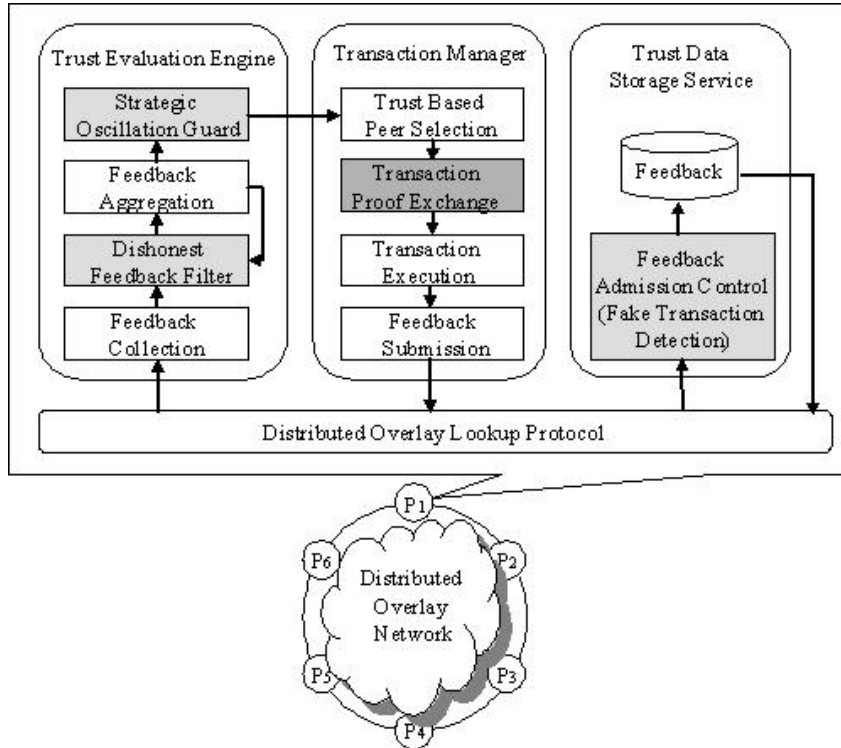 Trust Evaluation Engine
Strategic
Oscillation Guard
Feedback
Aggregation
Dishonest
Feedback Filter
Feedback
Collection
Transaction Manager
Trust Based
Peer Selection
Transaction
Proof Exchange
Transaction
Execution
Feedback
Submission
Trust Data
Storage Service
Feedback
Feedback
Admission Control
(Fake Transaction
Detection)
Distributed Overlay Lookup Protocol
P1
P6
P2
Distributed
Overlay
Network
P5
P3
P4